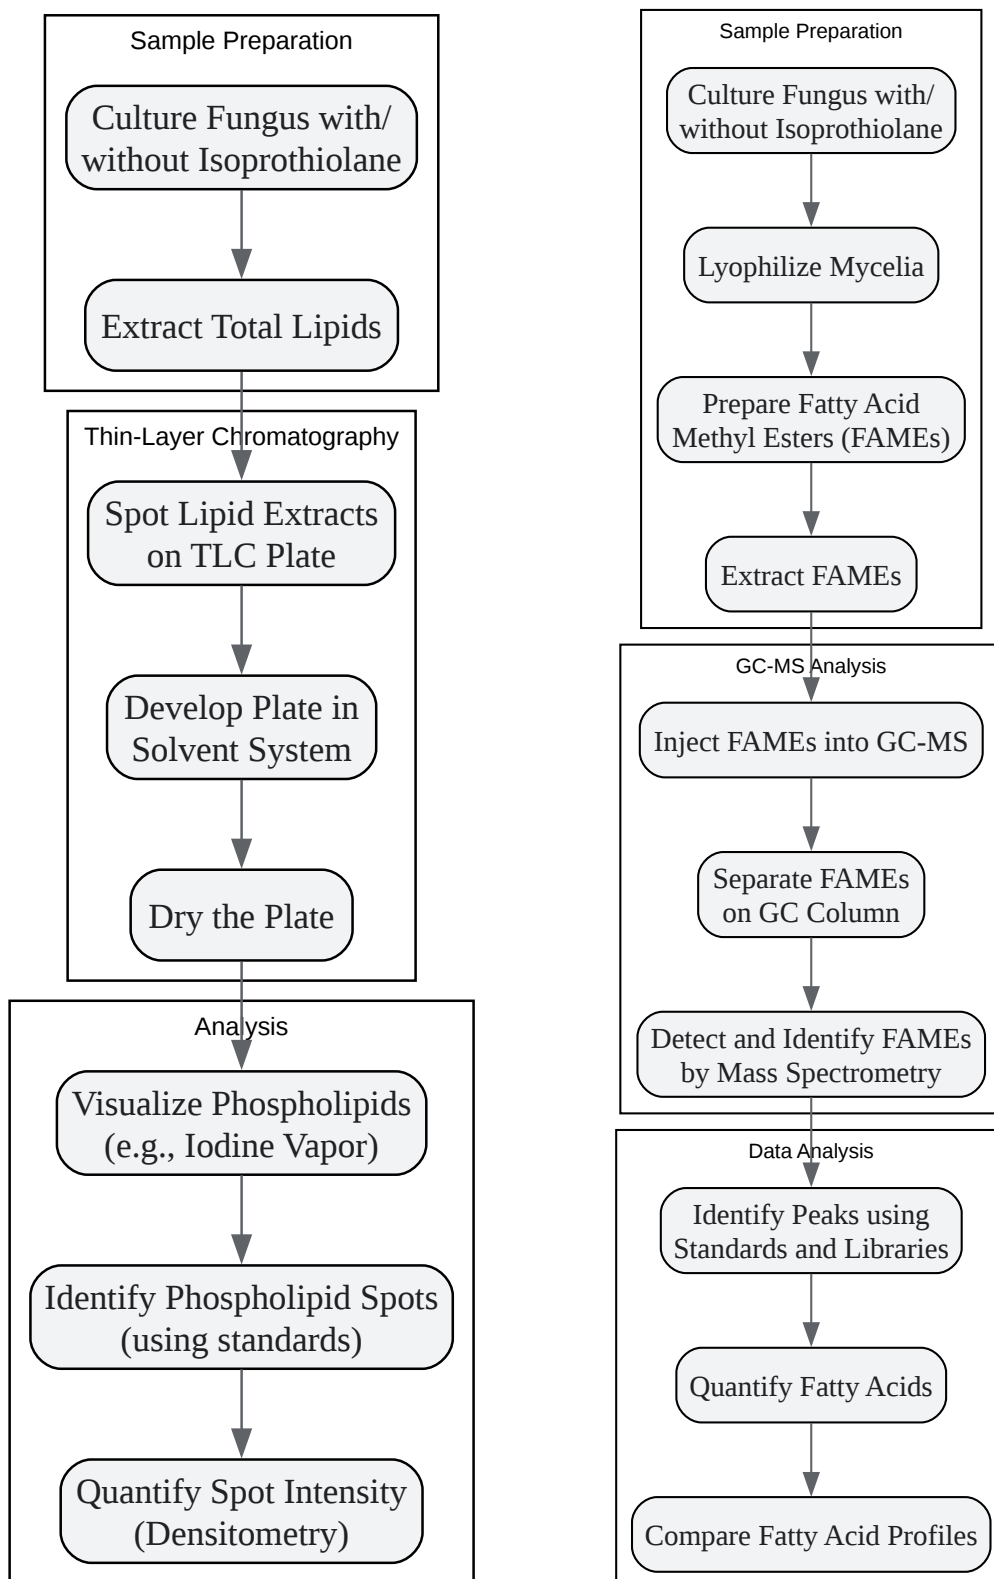 Sample Preparation
Culture Fungus with/
without Isoprothiolane
Extract Total Lipids
Thin-Layer Chromatography
Spot Lipid Extracts
on TLC Plate
Develop Plate in
Solvent System
Dry the Plate
Analysis
Visualize Phospholipids
(e.g., Iodine Vapor)
Identify Phospholipid Spots
(using standards)
Quantify Spot Intensity
(Densitometry)
Sample Preparation
Culture Fungus with/
without Isoprothiolane
Lyophilize Mycelia
Prepare Fatty Acid
Methyl Esters (FAMEs)
Extract FAMEs
GC-MS Analysis
Inject FAMEs into GC-MS
Separate FAMEs
on GC Column
Detect and Identify FAMEs
by Mass Spectrometry
Data Analysis
Identify Peaks using
Standards and Libraries
Quantify Fatty Acids
Compare Fatty Acid Profiles